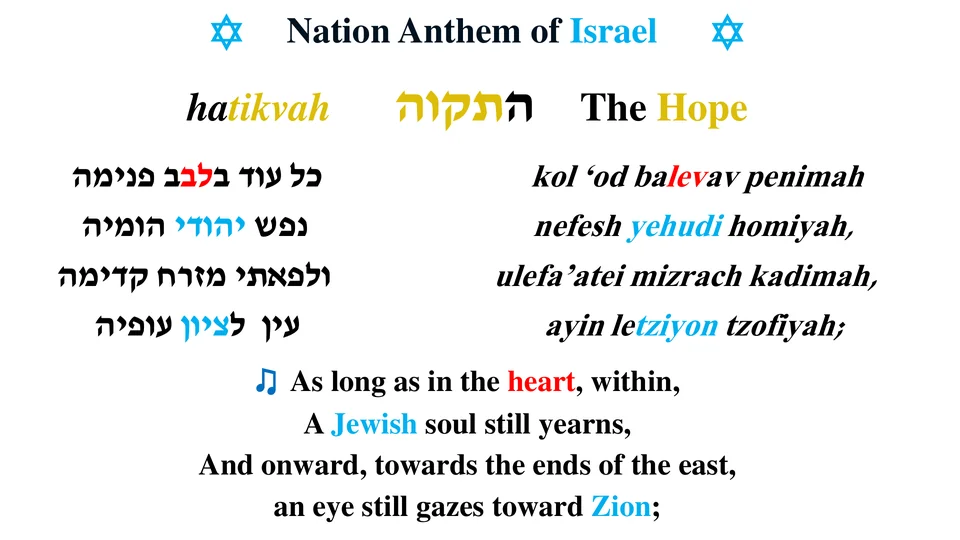 Nation Anthem of Israel
hatikvah התקוה The Hope
כל עוד בלבב פנימה
נפש יהודי הומיה
ולפאתי מזרח קדימה
עין לציון עופיה
kol ‘od balevav penimah
nefesh yehudi homiyah,
ulefa’atei mizrach kadimah,
ayin letziyon tzofiyah;
♫ As long as in the heart, within,
A Jewish soul still yearns,
And onward, towards the ends of the east,
an eye still gazes toward Zion;